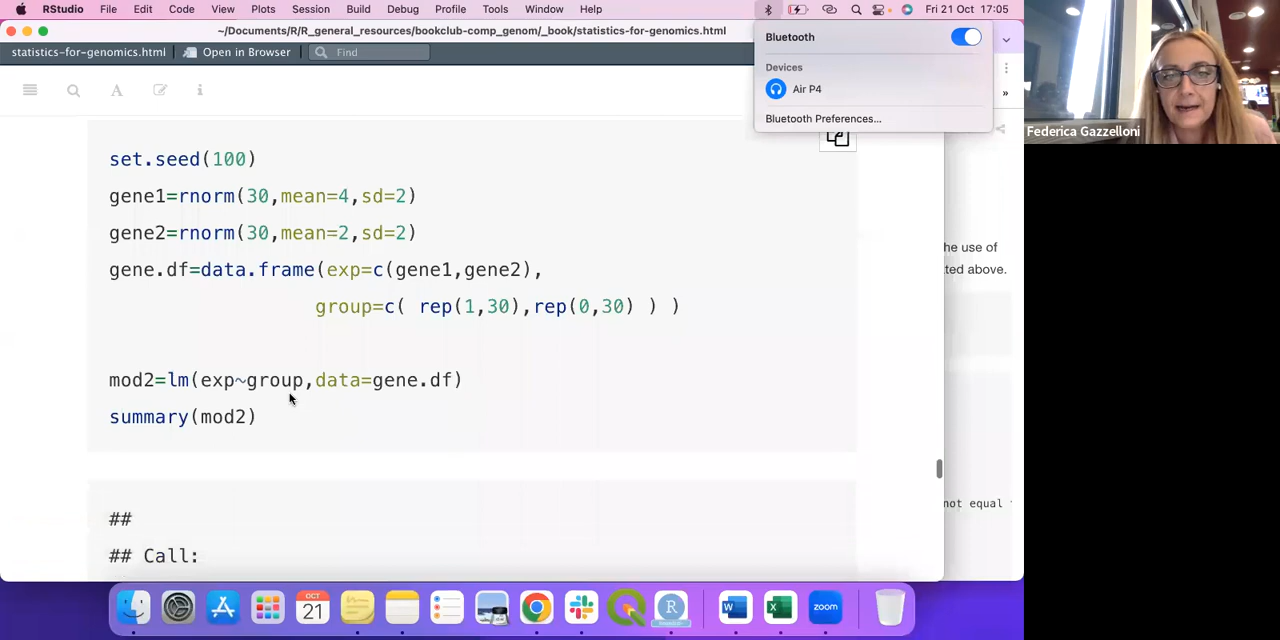 RStudio File Edit Code View Plots Session Build Debug Profile Tools Window Help Fri 21 Oct 17:05
~/Documents/R/R_general_resources/bookclub-comp_genom/_book/statistics-for-genomics.html
statistics-for-genomics.html Open in Browser Find
Bluetooth
Devices
Air P4
Bluetooth Preferences...
Federica Gazzelloni
set.seed(100)
gene1=rnorm(30,mean=4,sd=2)
gene2=rnorm(30,mean=2,sd=2)
gene.df=data.frame(exp=c(gene1,gene2),
group=c( rep(1,30),rep(0,30) ) )
mod2=lm(exp~group,data=gene.df)
summary(mod2)
##
## Call:
he use of
ted above.
not equal
OCT
21
W
X
zoom
R